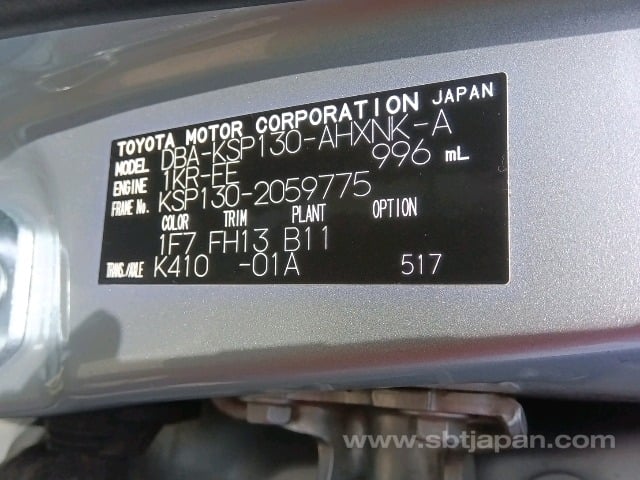 TOYOTA MOTOR CORPORATION JAPAN
MODEL DBA-KSP130-AHXNK-A
ENGINE 1KR-FE 996 mL
FRAME No. KSP130-2059775
COLOR TRIM PLANT OPTION
1F7 FH13 B11
TRANS./AXLE K410 -01A 517
www.sbtjapan.com